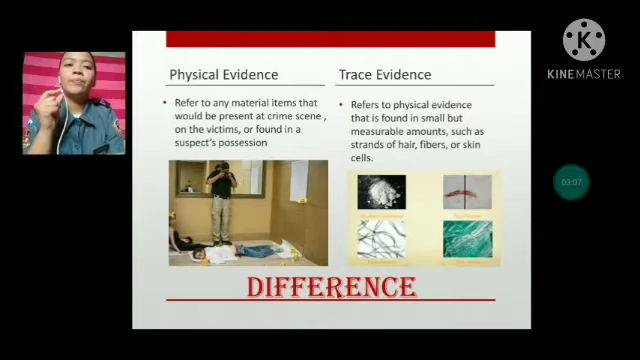 Physical Evidence
Refer to any material items that
would be present at crime scene ,
on the victims, or found in a
suspect's possession
Trace Evidence
Refers to physical evidence
that is found in small but
measurable amounts, such as
strands of hair, fibers, or skin
cells.
DIFFERENCE
K
KINEMASTER
03:07